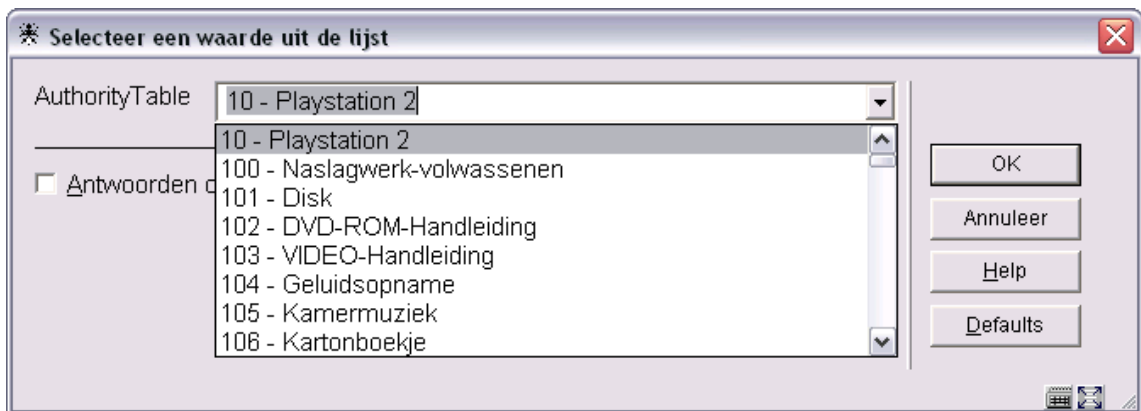 Selecteer een waarde uit de lijst
AuthorityTable
10 - Playstation 2
10 - Playstation 2
100 - Naslagwerk-volwassenen
101 - Disk
102 - DVD-ROM-Handleiding
103 - VIDEO-Handleiding
104 - Geluidsopname
105 - Kamermuziek
106 - Kartonboekje
Antwoorden
OK
Annuleer
Help
Defaults